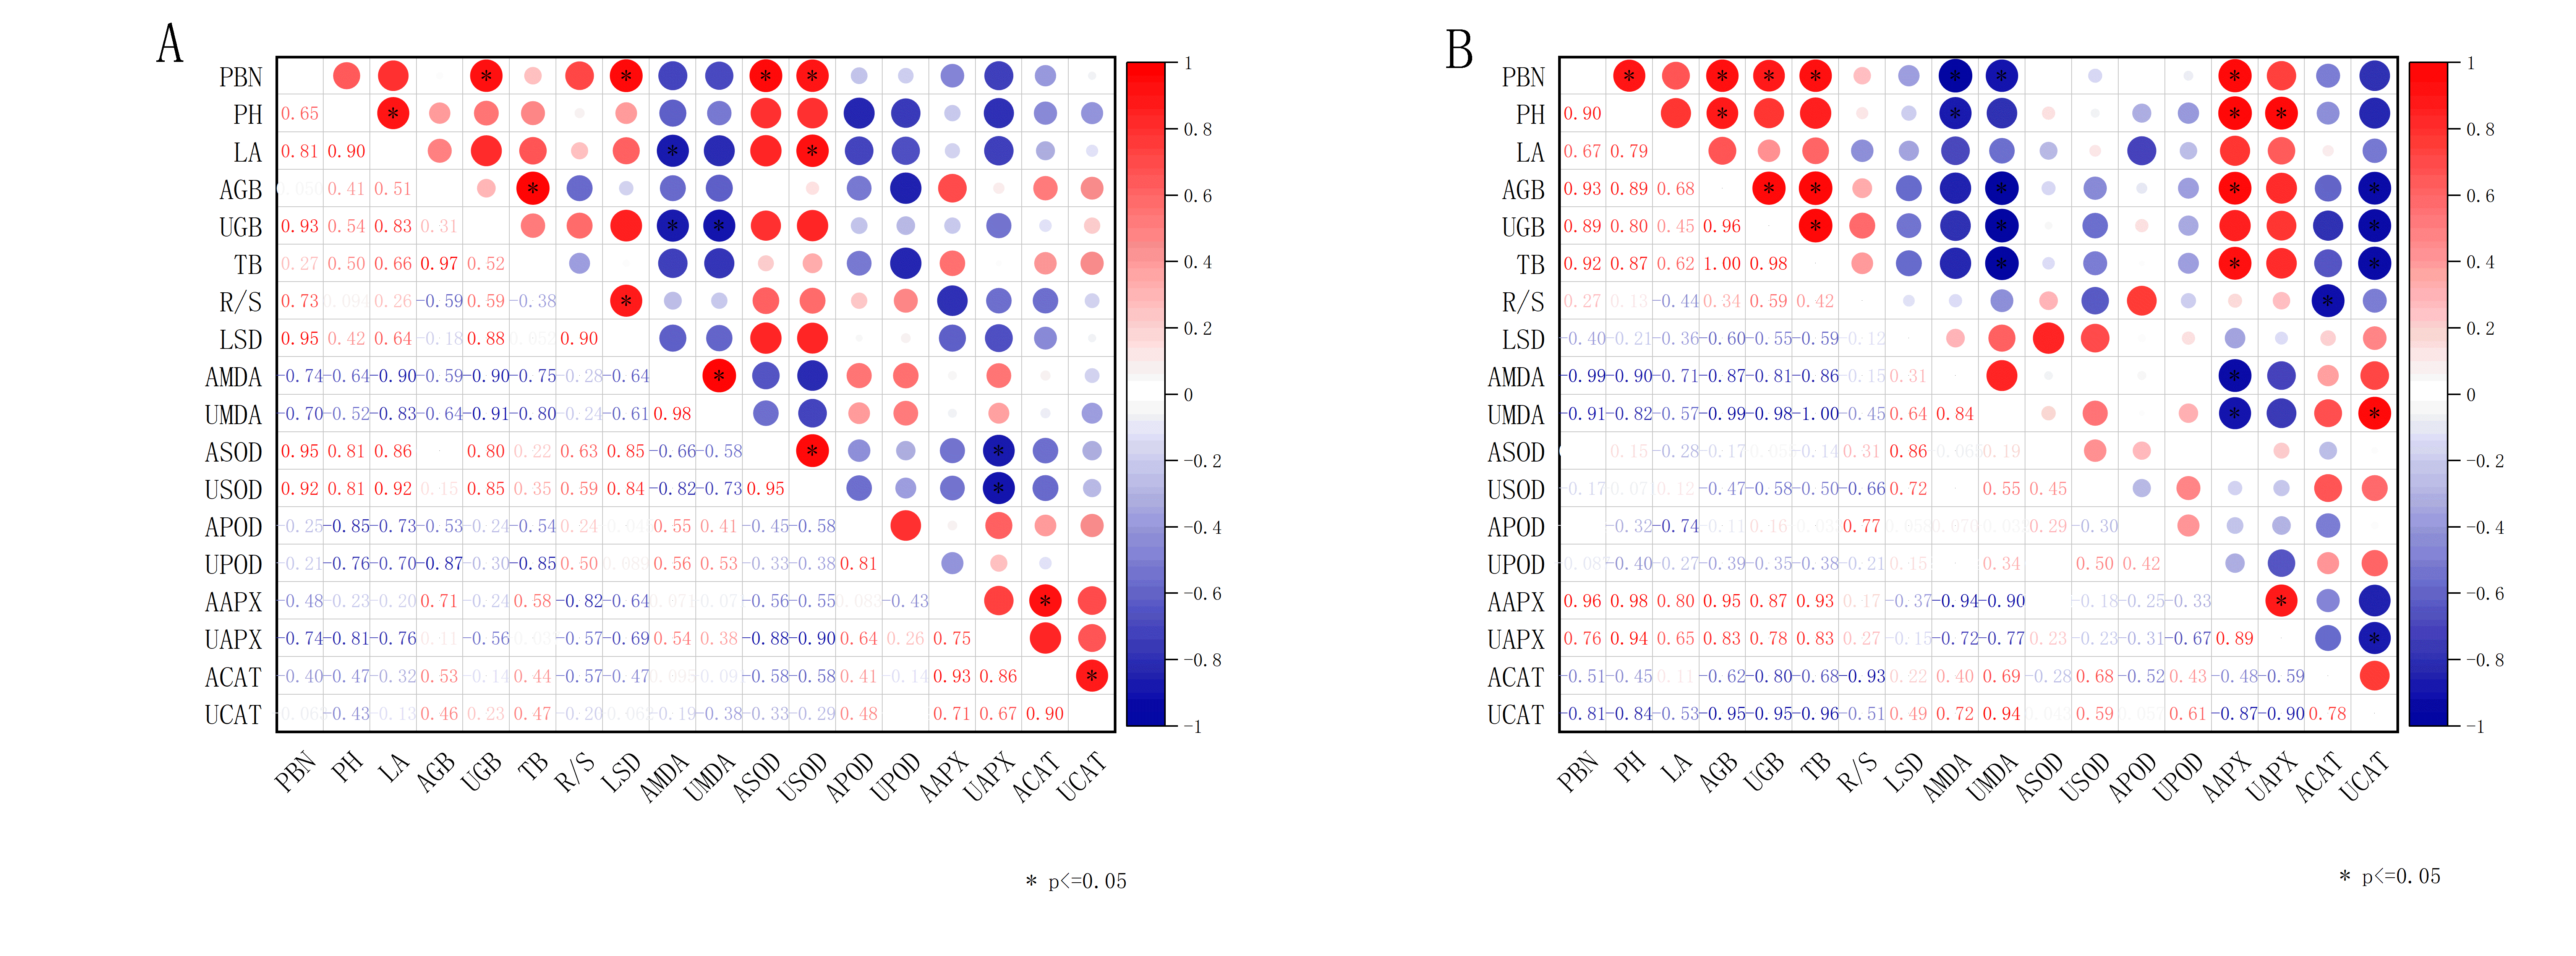 A
PBN * * * * 1
PH 0.65 *
LA 0.81 0.90 * * 0.8
AGB 0.41 0.51 *
UGB 0.93 0.54 0.83 0.31 * * 0.6
TB 0.27 0.50 0.66 0.97 0.52 0.4
R/S 0.73 0.094 0.26 -0.59 0.59 -0.38 *
LSD 0.95 0.42 0.64 -0.18 0.88 0.052 0.90 0.2
AMDA -0.74 -0.64 -0.90 -0.59 -0.90 -0.75 -0.28 -0.64 * 0
UMDA -0.70 -0.52 -0.83 -0.64 -0.91 -0.80 -0.24 -0.61 0.98
ASOD 0.95 0.81 0.86 0.80 0.22 0.63 0.85 -0.66 -0.58 * * -0.2
USOD 0.92 0.81 0.92 0.15 0.85 0.35 0.59 0.84 -0.82 -0.73 0.95 *
APOD -0.25 -0.85 -0.73 -0.53 -0.24 -0.54 0.24 0.55 0.41 -0.45 -0.58 -0.4
UPOD -0.21 -0.76 -0.70 -0.87 -0.30 -0.85 0.50 0.089 0.56 0.53 -0.33 -0.38 0.81
AAPX -0.48 -0.23 -0.20 0.71 -0.24 0.58 -0.82 -0.64 0.071 0.07 -0.56 -0.55 0.083 -0.43 * -0.6
UAPX -0.74 -0.81 -0.76 0.11 -0.56 -0.57 -0.69 0.54 0.38 -0.88 -0.90 0.64 0.26 0.75
ACAT -0.40 -0.47 -0.32 0.53 -0.14 0.44 -0.57 -0.47 0.095 0.09 -0.58 -0.58 0.41 -0.14 0.93 0.86 * -0.8
UCAT -0.43 -0.13 0.46 0.23 0.47 -0.20 0.062 -0.19 -0.38 -0.33 -0.29 0.48 0.71 0.67 0.90 -1
PBN PH LA AGB UGB TB R/S LSD AMDA UMDA ASOD USOD APOD UPOD AAPX UAPX ACAT UCAT
* p<=0.05
B
PBN * * * * * * * 1
PH 0.90 * * * *
LA 0.67 0.79 0.8
AGB 0.93 0.89 0.68 * * * * *
UGB 0.89 0.80 0.45 0.96 * * * 0.6
TB 0.92 0.87 0.62 1.00 0.98 * * * 0.4
R/S 0.27 0.13 -0.44 0.34 0.59 0.42 *
LSD -0.40 -0.21 -0.36 -0.60 -0.55 -0.59 -0.12 0.2
AMDA -0.99 -0.90 -0.71 -0.87 -0.81 -0.86 -0.15 0.31 * 0
UMDA -0.91 -0.82 -0.57 -0.99 -0.98 -1.00 -0.45 0.64 0.84 * *
ASOD 0.15 -0.28 -0.17 -0.14 0.31 0.86 0.19 -0.2
USOD -0.17 0.07 0.12 -0.47 -0.58 -0.50 -0.66 0.72 0.55 0.45
APOD -0.32 -0.74 -0.11 0.16 0.77 0.29 -0.30 -0.4
UPOD -0.40 -0.27 -0.39 -0.35 -0.38 -0.21 0.15 0.34 0.50 0.42
AAPX 0.96 0.98 0.80 0.95 0.87 0.93 0.17 -0.37 -0.94 -0.90 -0.18 -0.25 -0.33 * -0.6
UAPX 0.76 0.94 0.65 0.83 0.78 0.83 0.27 -0.15 -0.72 -0.77 0.23 -0.23 -0.31 -0.67 0.89 *
ACAT -0.51 -0.45 0.11 -0.62 -0.80 -0.68 -0.93 0.22 0.40 0.69 -0.28 0.68 -0.52 0.43 -0.48 -0.59 -0.8
UCAT -0.81 -0.84 -0.53 -0.95 -0.95 -0.96 -0.51 0.49 0.72 0.94 0.59 0.61 -0.87 -0.90 0.78 -1
PBN PH LA AGB UGB TB R/S LSD AMDA UMDA ASOD USOD APOD UPOD AAPX UAPX ACAT UCAT
* p<=0.05